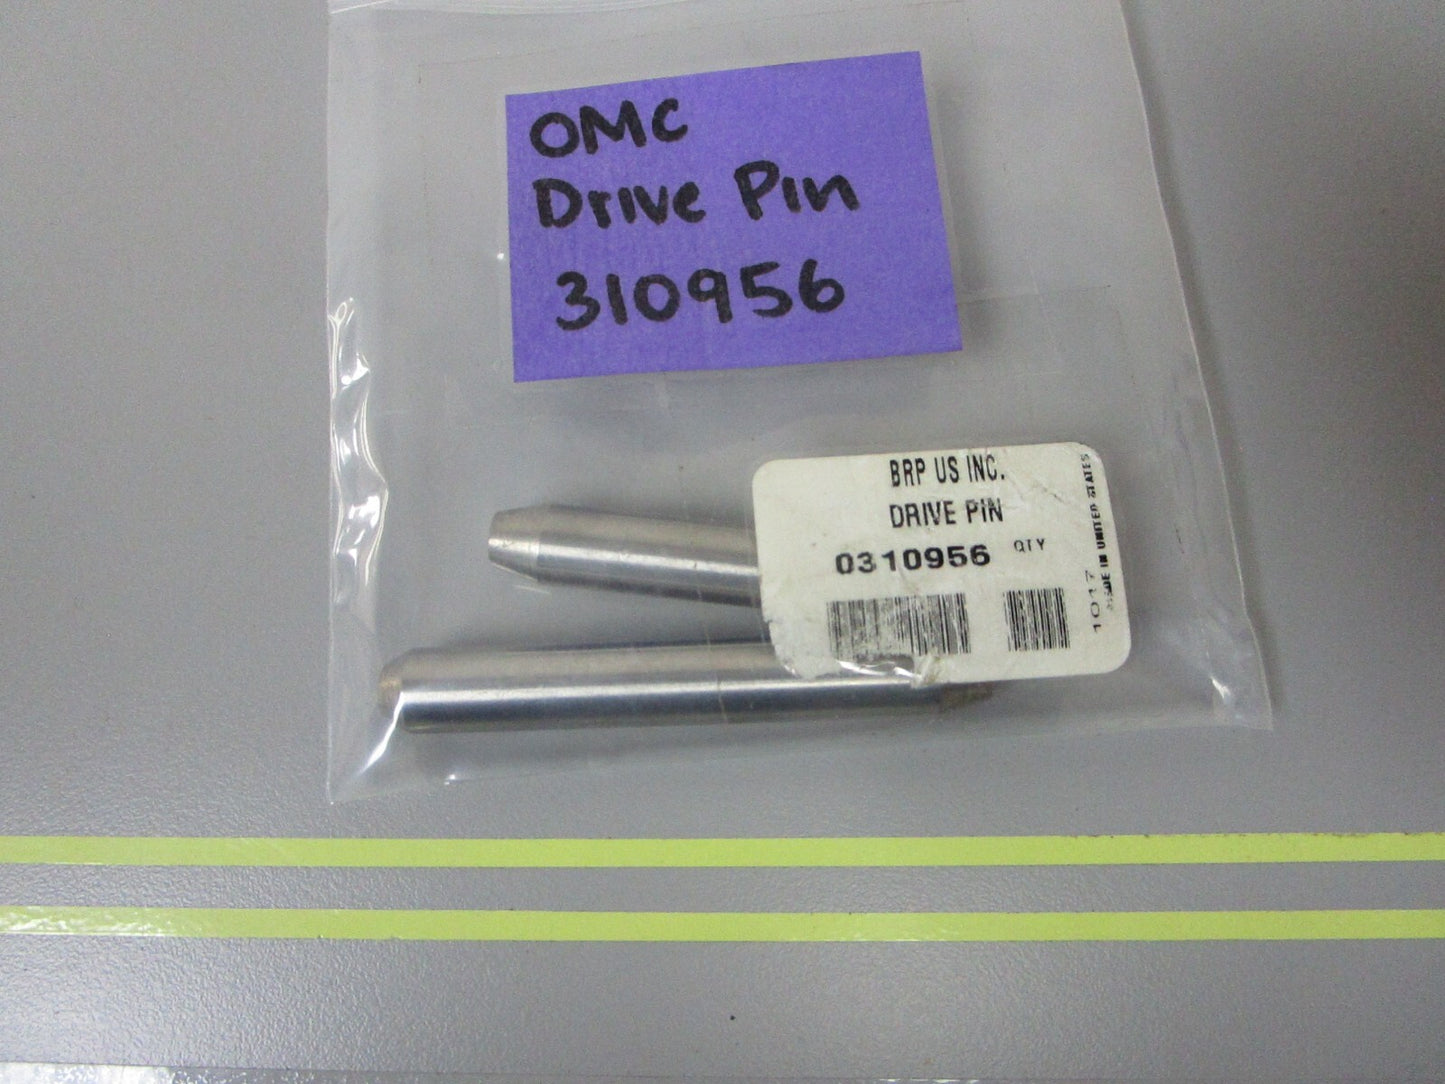 OMC
Drive Pin
310956
BRP US INC.
DRIVE PIN
0310956 QTY
1017
MADE IN UNITED STATES